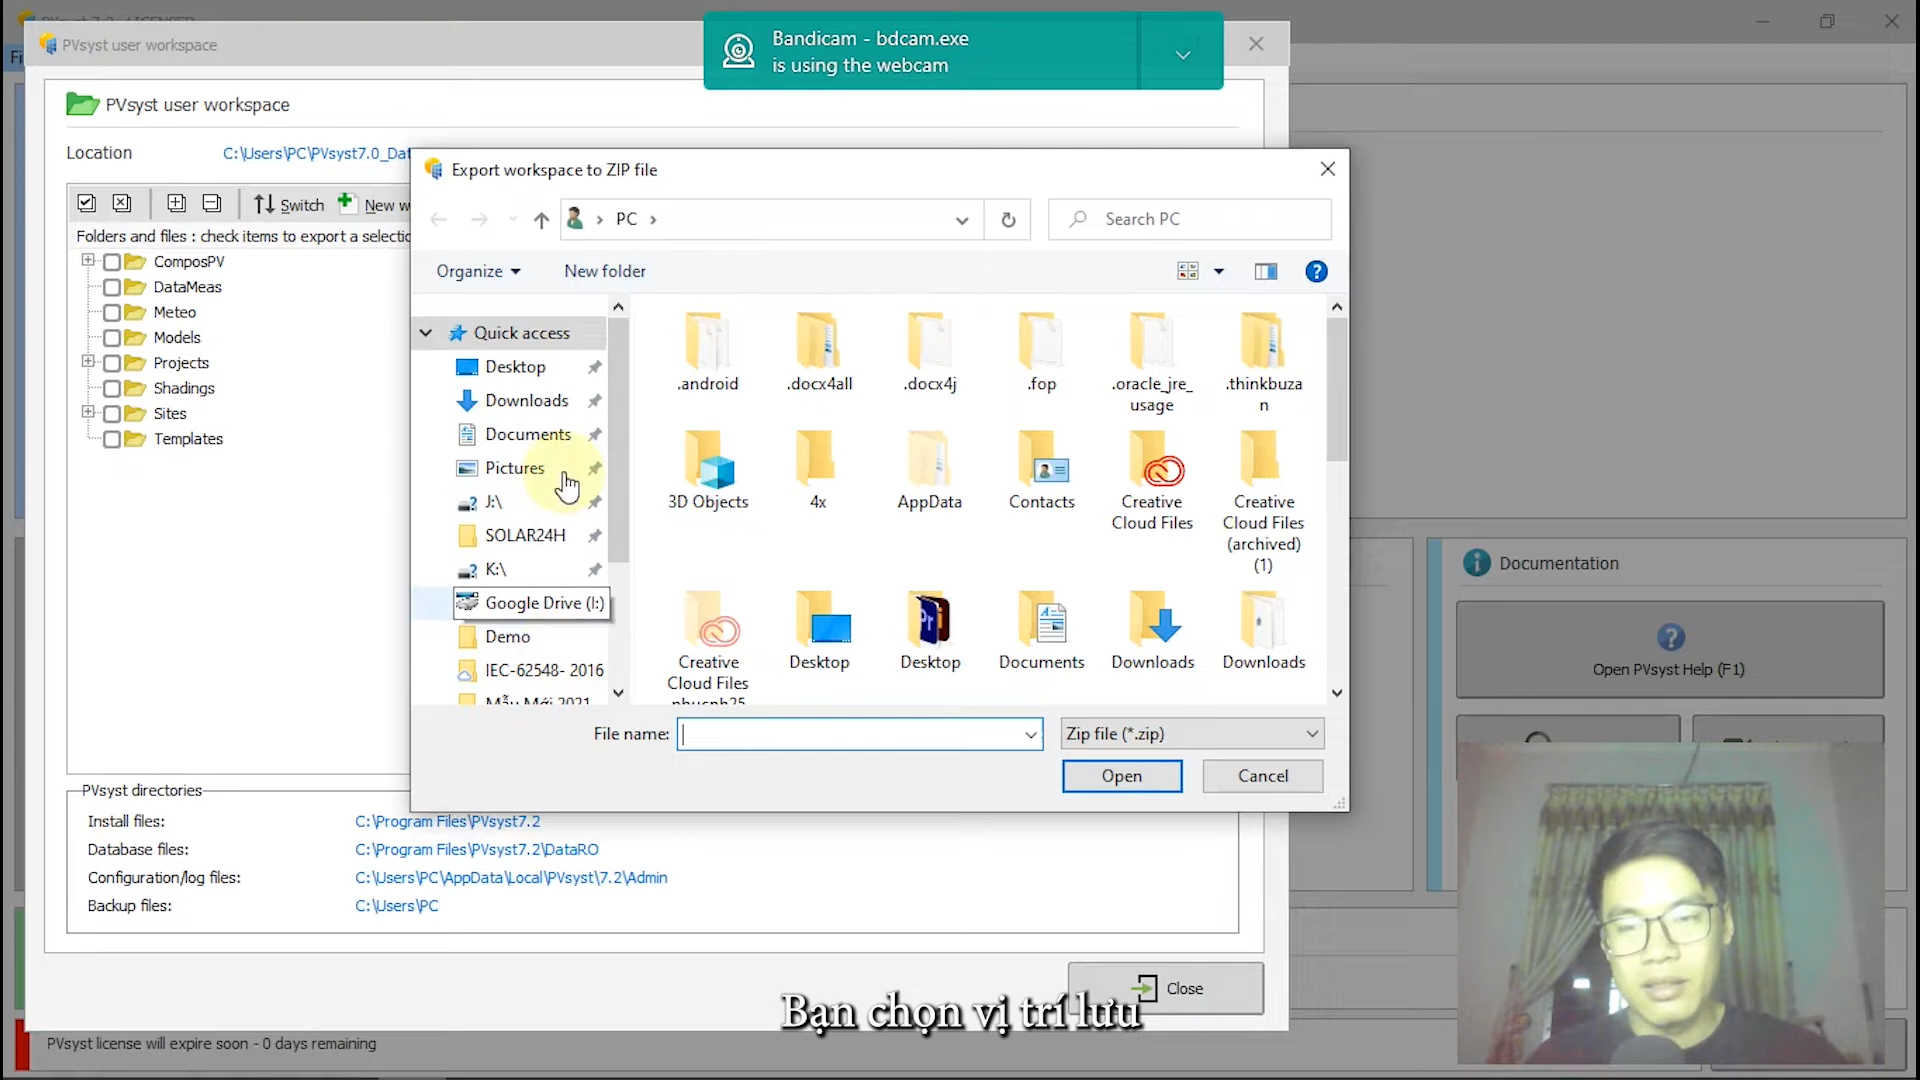 PVsyst 7.2 - LICENSED
PVsyst user workspace
Bandicam - bdcam.exe
is using the webcam
PVsyst user workspace
Location
C:\Users\PC\PVsyst7.0_Dat
Switch
New w
Folders and files : check items to export a selectio
ComposPV
DataMeas
Meteo
Models
Projects
Shadings
Sites
Templates
Export workspace to ZIP file
PC
Search PC
Organize
New folder
Quick access
Desktop
Downloads
Documents
Pictures
J:\
SOLAR24H
K:\
Google Drive (I:)
Demo
IEC-62548- 2016
Mẫu Mới 2021
.android
.docx4all
.docx4j
.fop
.oracle_jre_
usage
.thinkbuza
n
3D Objects
4x
AppData
Contacts
Creative
Cloud Files
Creative
Cloud Files
(archived)
(1)
Creative
Cloud Files
Desktop
Desktop
Documents
Downloads
Downloads
File name:
Zip file (*.zip)
Open
Cancel
PVsyst directories
Install files:
C:\Program Files\PVsyst7.2
Database files:
C:\Program Files\PVsyst7.2\DataRO
Configuration/log files:
C:\Users\PC\AppData\Local\PVsyst\7.2\Admin
Backup files:
C:\Users\PC
Documentation
Open PVsyst Help (F1)
Close
Bạn chọn vị trí lưu
PVsyst license will expire soon - 0 days remaining